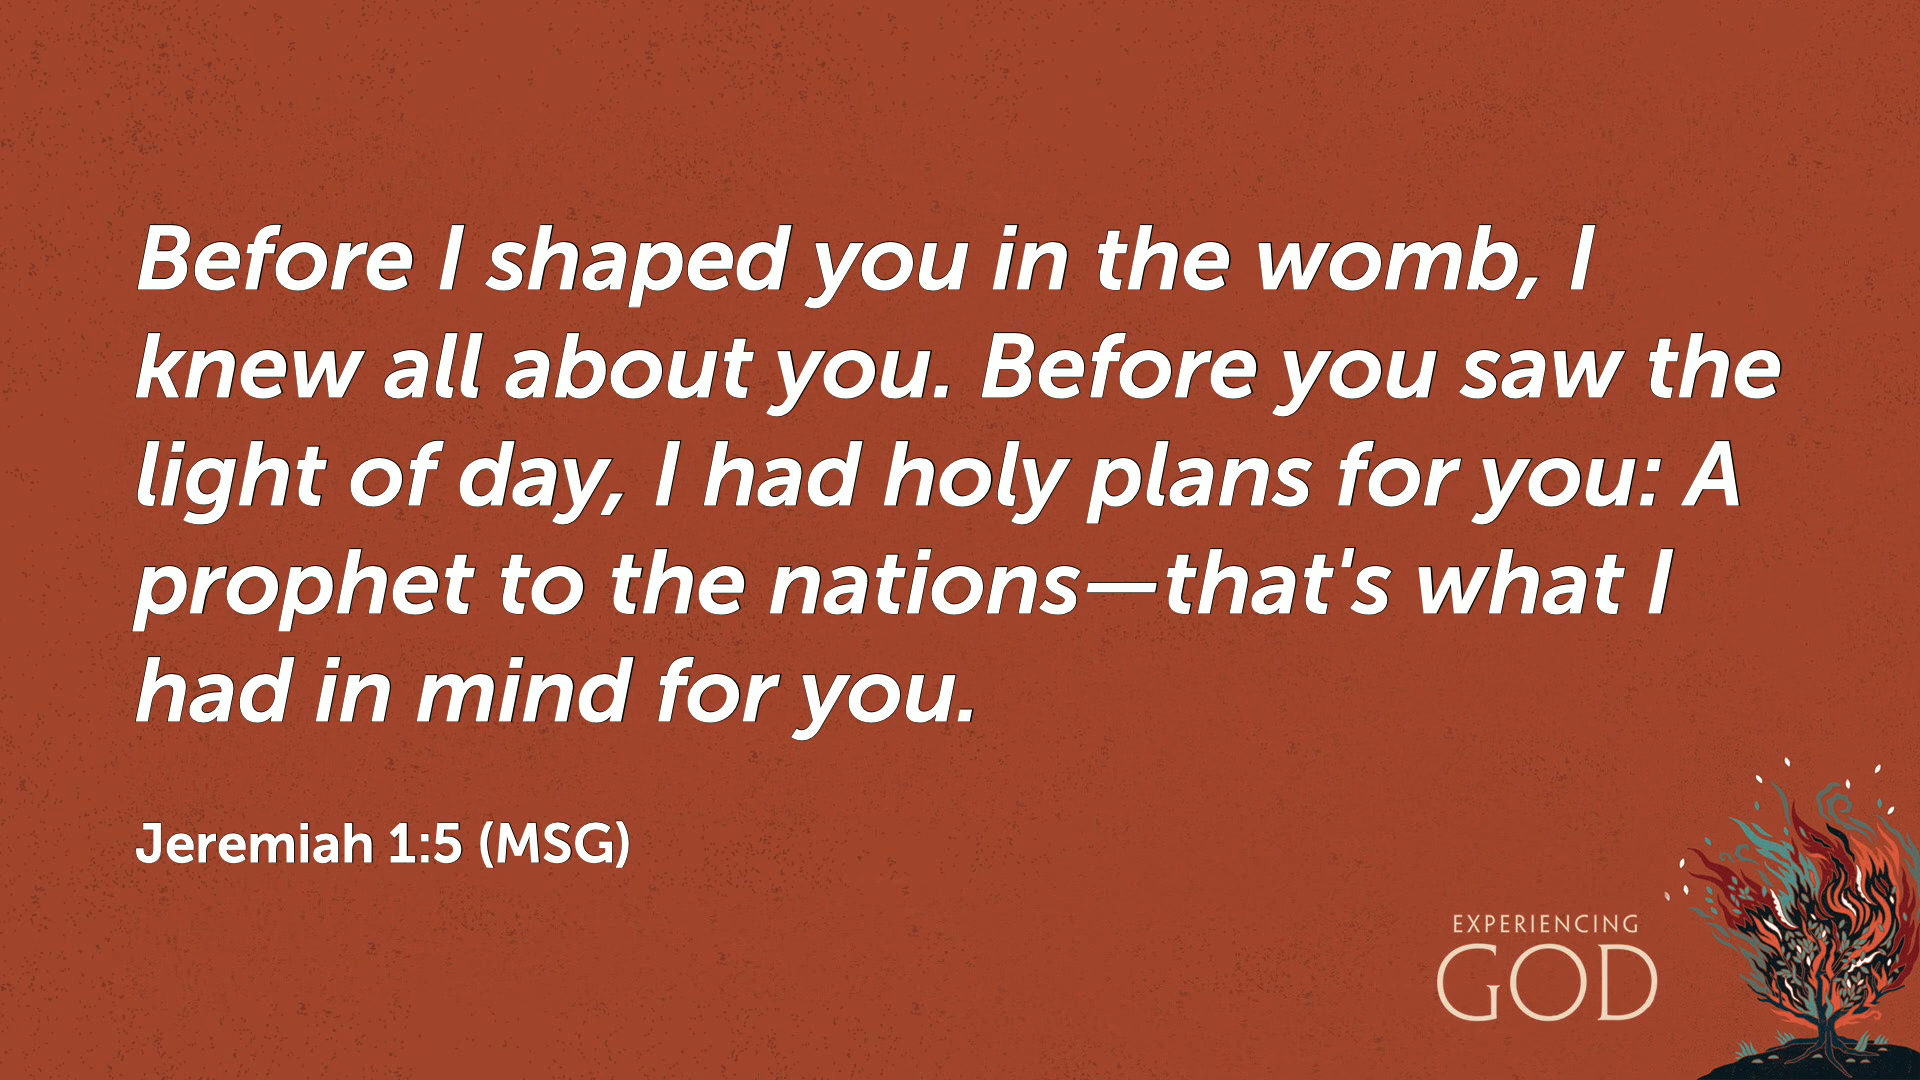 Before I shaped you in the womb, I
knew all about you. Before you saw the
light of day, I had holy plans for you: A
prophet to the nations—that's what I
had in mind for you.
Jeremiah 1:5 (MSG)
EXPERIENCING
GOD